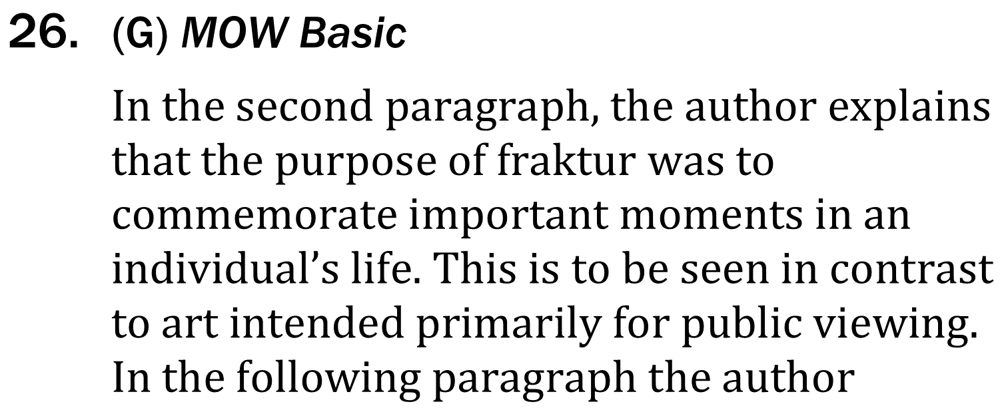 26. (G) MOW Basic
In the second paragraph, the author explains
that the purpose of fraktur was to
commemorate important moments in an
individual’s life. This is to be seen in contrast
to art intended primarily for public viewing.
In the following paragraph the author